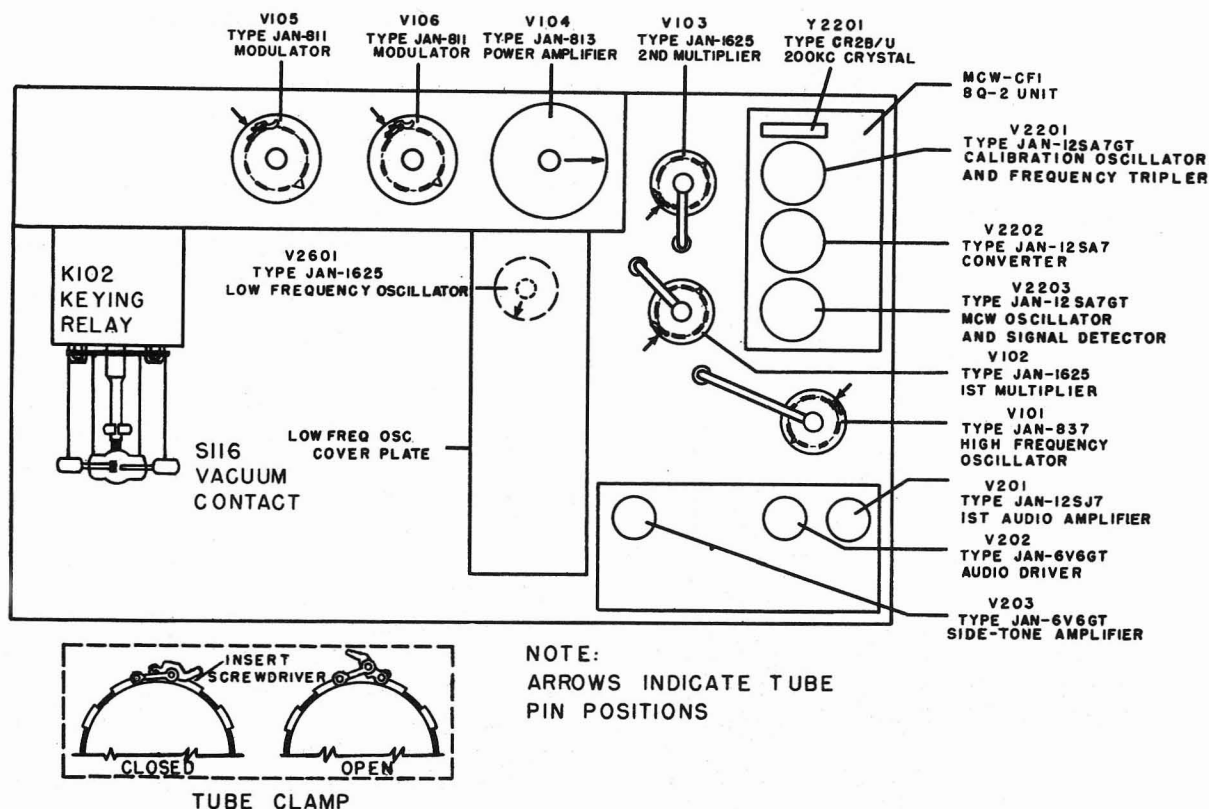 V105
TYPE JAN-811
MODULATOR
V106
TYPE JAN-811
MODULATOR
V104
TYPE JAN-813
POWER AMPLIFIER
V103
TYPE JAN-1625
2ND MULTIPLIER
Y2201
TYPE CR2B/U
200KC CRYSTAL
MCW-CFI
8Q-2 UNIT
V2201
TYPE JAN-12SA7GT
CALIBRATION OSCILLATOR
AND FREQUENCY TRIPLER
V2202
TYPE JAN-12SA7
CONVERTER
V2203
TYPE JAN-12SA7GT
MCW OSCILLATOR
AND SIGNAL DETECTOR
V102
TYPE JAN-1625
1ST MULTIPLIER
V101
TYPE JAN-837
HIGH FREQUENCY
OSCILLATOR
V201
TYPE JAN-12SJ7
1ST AUDIO AMPLIFIER
V202
TYPE JAN-6V6GT
AUDIO DRIVER
V203
TYPE JAN-6V6GT
SIDE-TONE AMPLIFIER
K102
KEYING
RELAY
V2601
TYPE JAN-1625
LOW FREQUENCY OSCILLATOR
LOW FREQ OSC.
COVER PLATE
S116
VACUUM
CONTACT
INSERT
SCREWDRIVER
CLOSED
OPEN
TUBE CLAMP
NOTE:
ARROWS INDICATE TUBE
PIN POSITIONS